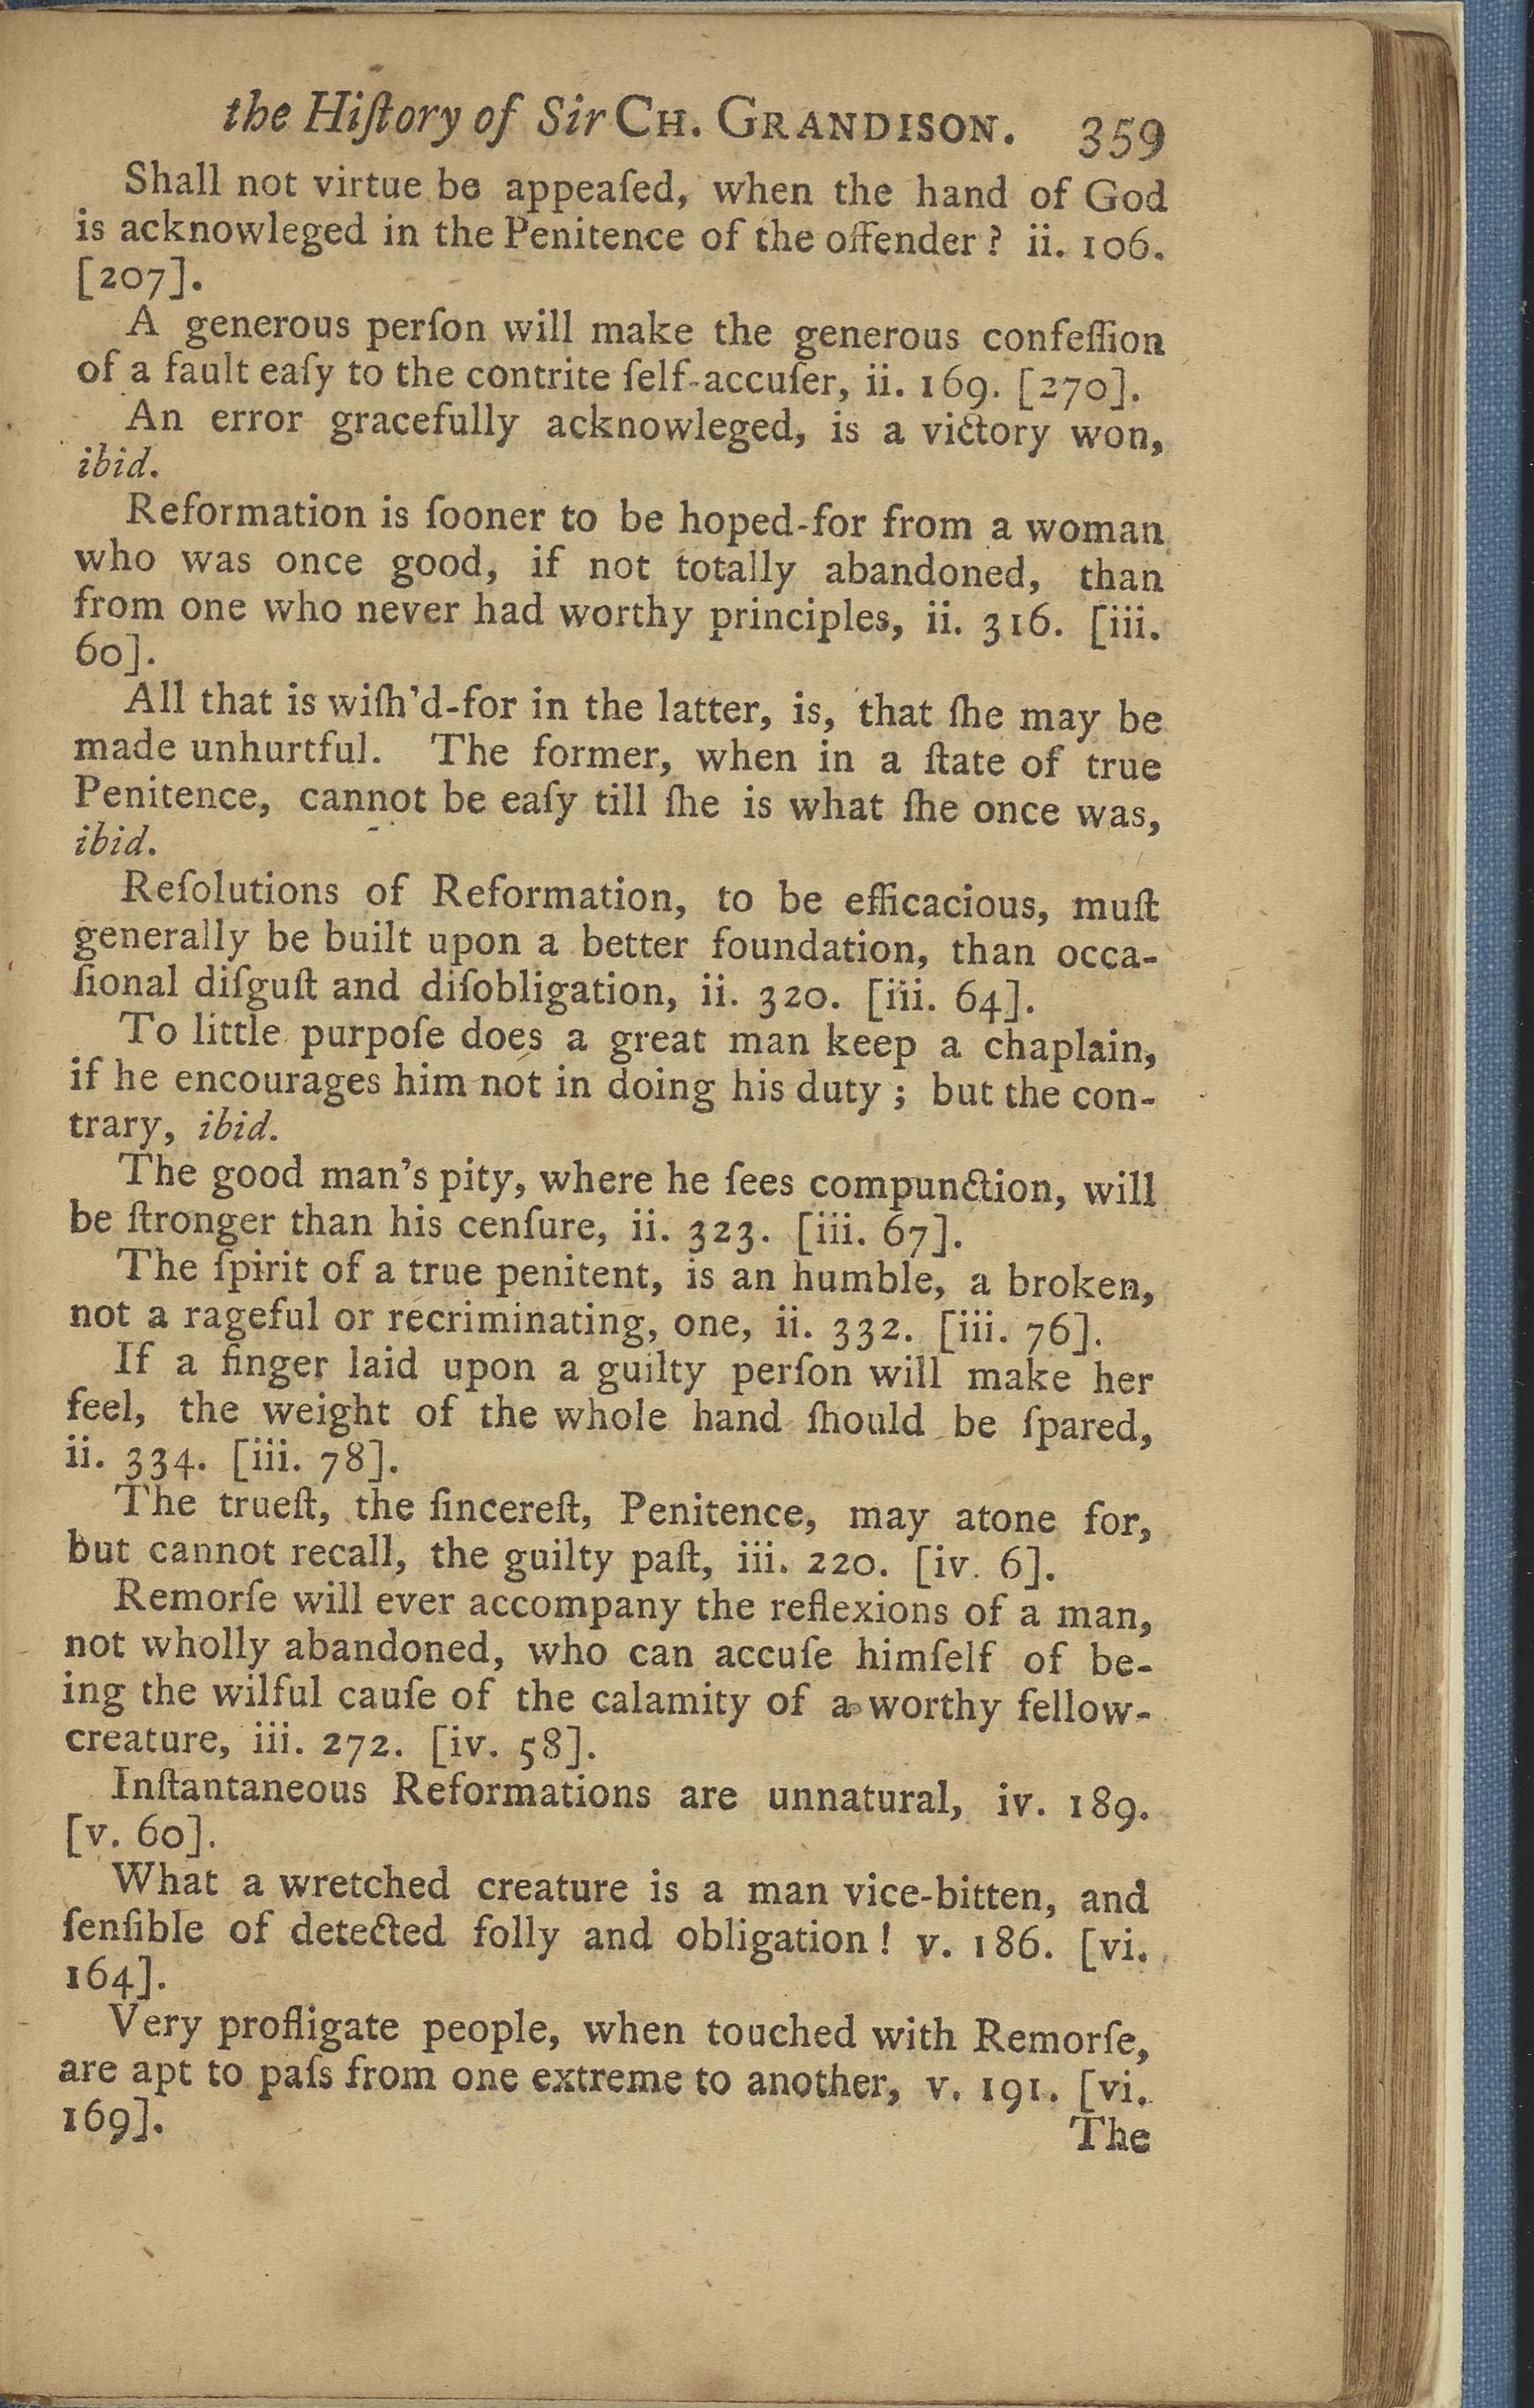 the Hiſtory of Sir CH. GRANDISON. 359
Shall not virtue be appeaſed, when the hand of God
is acknowleged in the Penitence of the offender? ii. 106.
[207].
A generous perſon will make the generous confeſſion
of a fault eaſy to the contrite ſelf-accuſer, ii. 169. [270].
An error gracefully acknowleged, is a victory won,
ibid.
Reformation is ſooner to be hoped-for from a woman
who was once good, if not totally abandoned, than
from one who never had worthy principles, ii. 316. [iii.
60].
All that is wiſh'd-for in the latter, is, that ſhe may be
made unhurtful. The former, when in a ſtate of true
Penitence, cannot be eaſy till ſhe is what ſhe once was,
ibid.
Reſolutions of Reformation, to be efficacious, muſt
generally be built upon a better foundation, than occa-
ſional diſguſt and diſobligation, ii. 320. [iii. 64].
To little purpoſe does a great man keep a chaplain,
if he encourages him not in doing his duty; but the con-
trary, ibid.
The good man's pity, where he ſees compunction, will
be ſtronger than his cenſure, ii. 323. [iii. 67].
The ſpirit of a true penitent, is an humble, a broken,
not a rageful or recriminating, one, ii. 332. [iii. 76].
If a finger laid upon a guilty perſon will make her
feel, the weight of the whole hand ſhould be ſpared,
ii. 334. [iii. 78].
The trueſt, the ſincereſt, Penitence, may atone for,
but cannot recall, the guilty paſt, iii. 220. [iv. 6].
Remorſe will ever accompany the reflexions of a man,
not wholly abandoned, who can accuſe himſelf of be-
ing the wilful cauſe of the calamity of a worthy fellow-
creature, iii. 272. [iv. 58].
Inſtantaneous Reformations are unnatural, iv. 189.
[v. 60].
What a wretched creature is a man vice-bitten, and
ſenſible of detected folly and obligation! v. 186. [vi.
164].
Very profligate people, when touched with Remorſe,
are apt to paſs from one extreme to another, v. 191. [vi.
169].
The